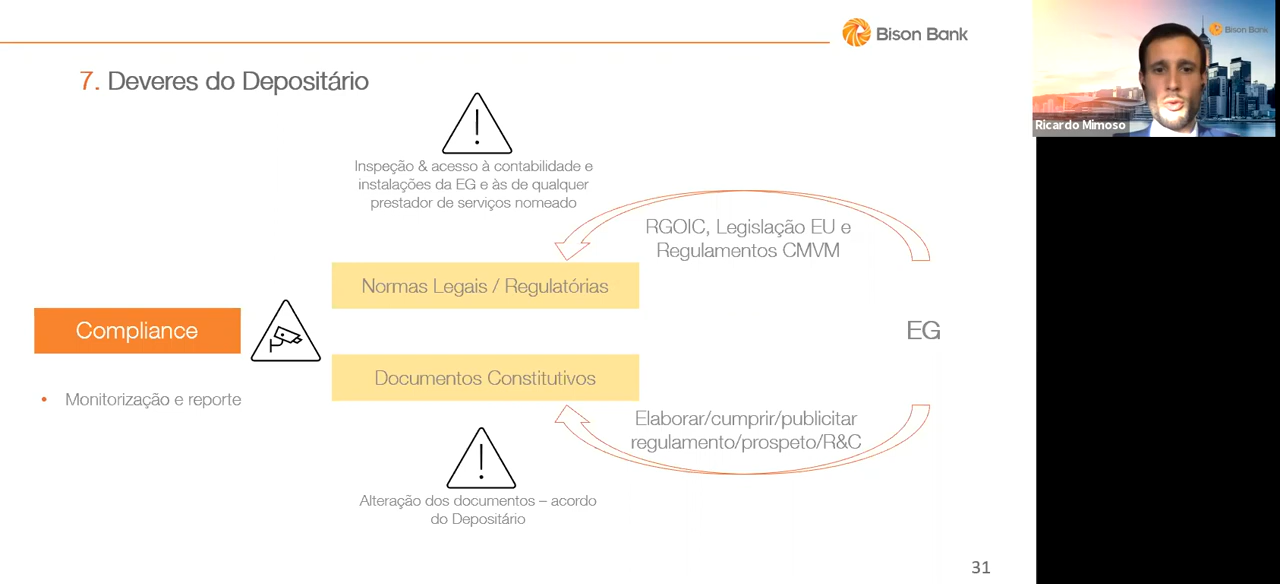 Bison Bank
Bison Bank
7. Deveres do Depositário
Ricardo Mimoso
Inspeção & acesso à contabilidade e
instalações da EG e às de qualquer
prestador de serviços nomeado
RGOIC, Legislação EU e
Regulamentos CMVM
Normas Legais / Regulatórias
Compliance
EG
Documentos Constitutivos
• Monitorização e reporte
Elaborar/cumprir/publicitar
regulamento/prospeto/R&C
Alteração dos documentos – acordo
do Depositário
31